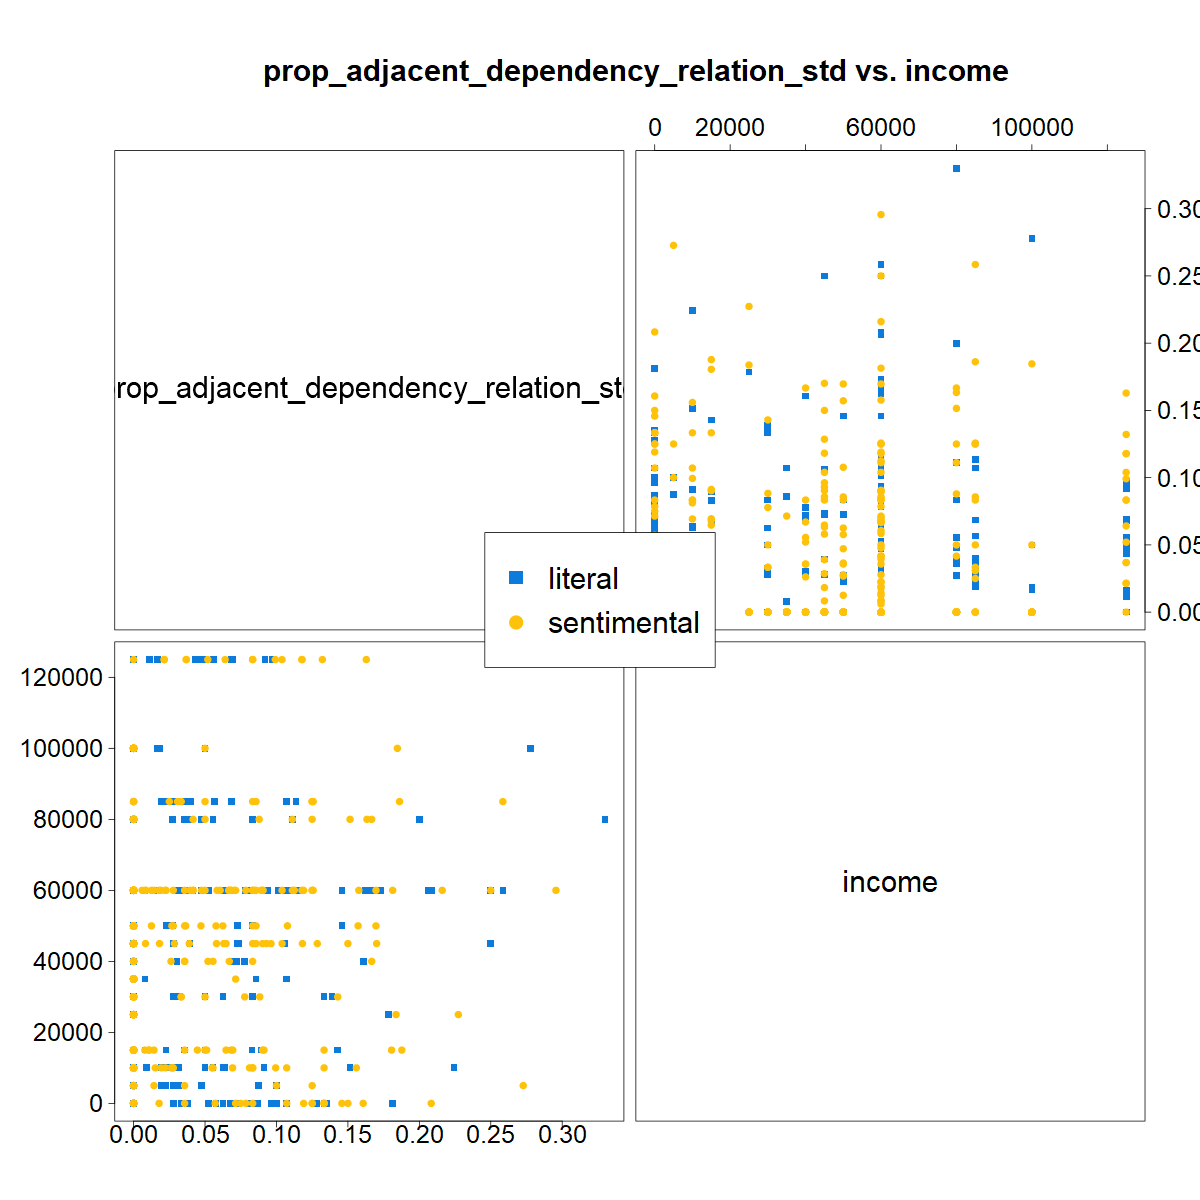 prop_adjacent_dependency_relation_std vs. income
0 20000 60000 100000
0.30
0.25
0.20
0.15
0.10
0.05
0.00
rop_adjacent_dependency_relation_st
literal
sentimental
120000
100000
80000
60000
40000
20000
0
income
0.00 0.05 0.10 0.15 0.20 0.25 0.30